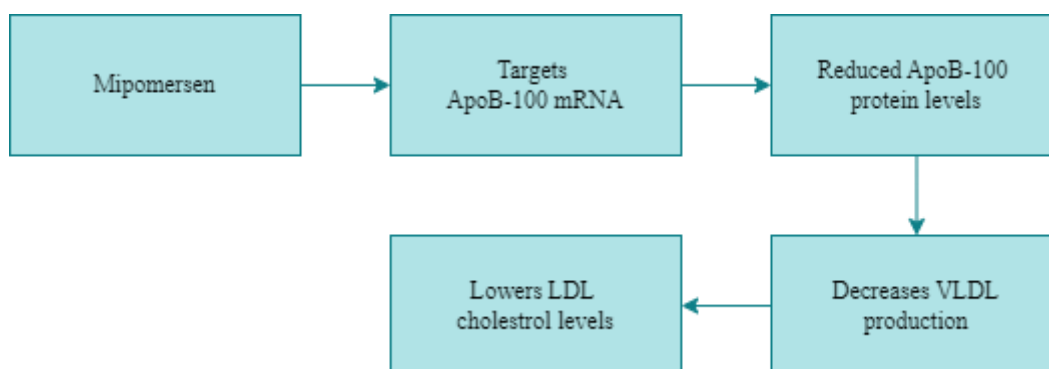 Mipomersen
Targets
ApoB-100 mRNA
Reduced ApoB-100
protein levels
Decreases VLDL
production
Lowers LDL
cholestrol levels